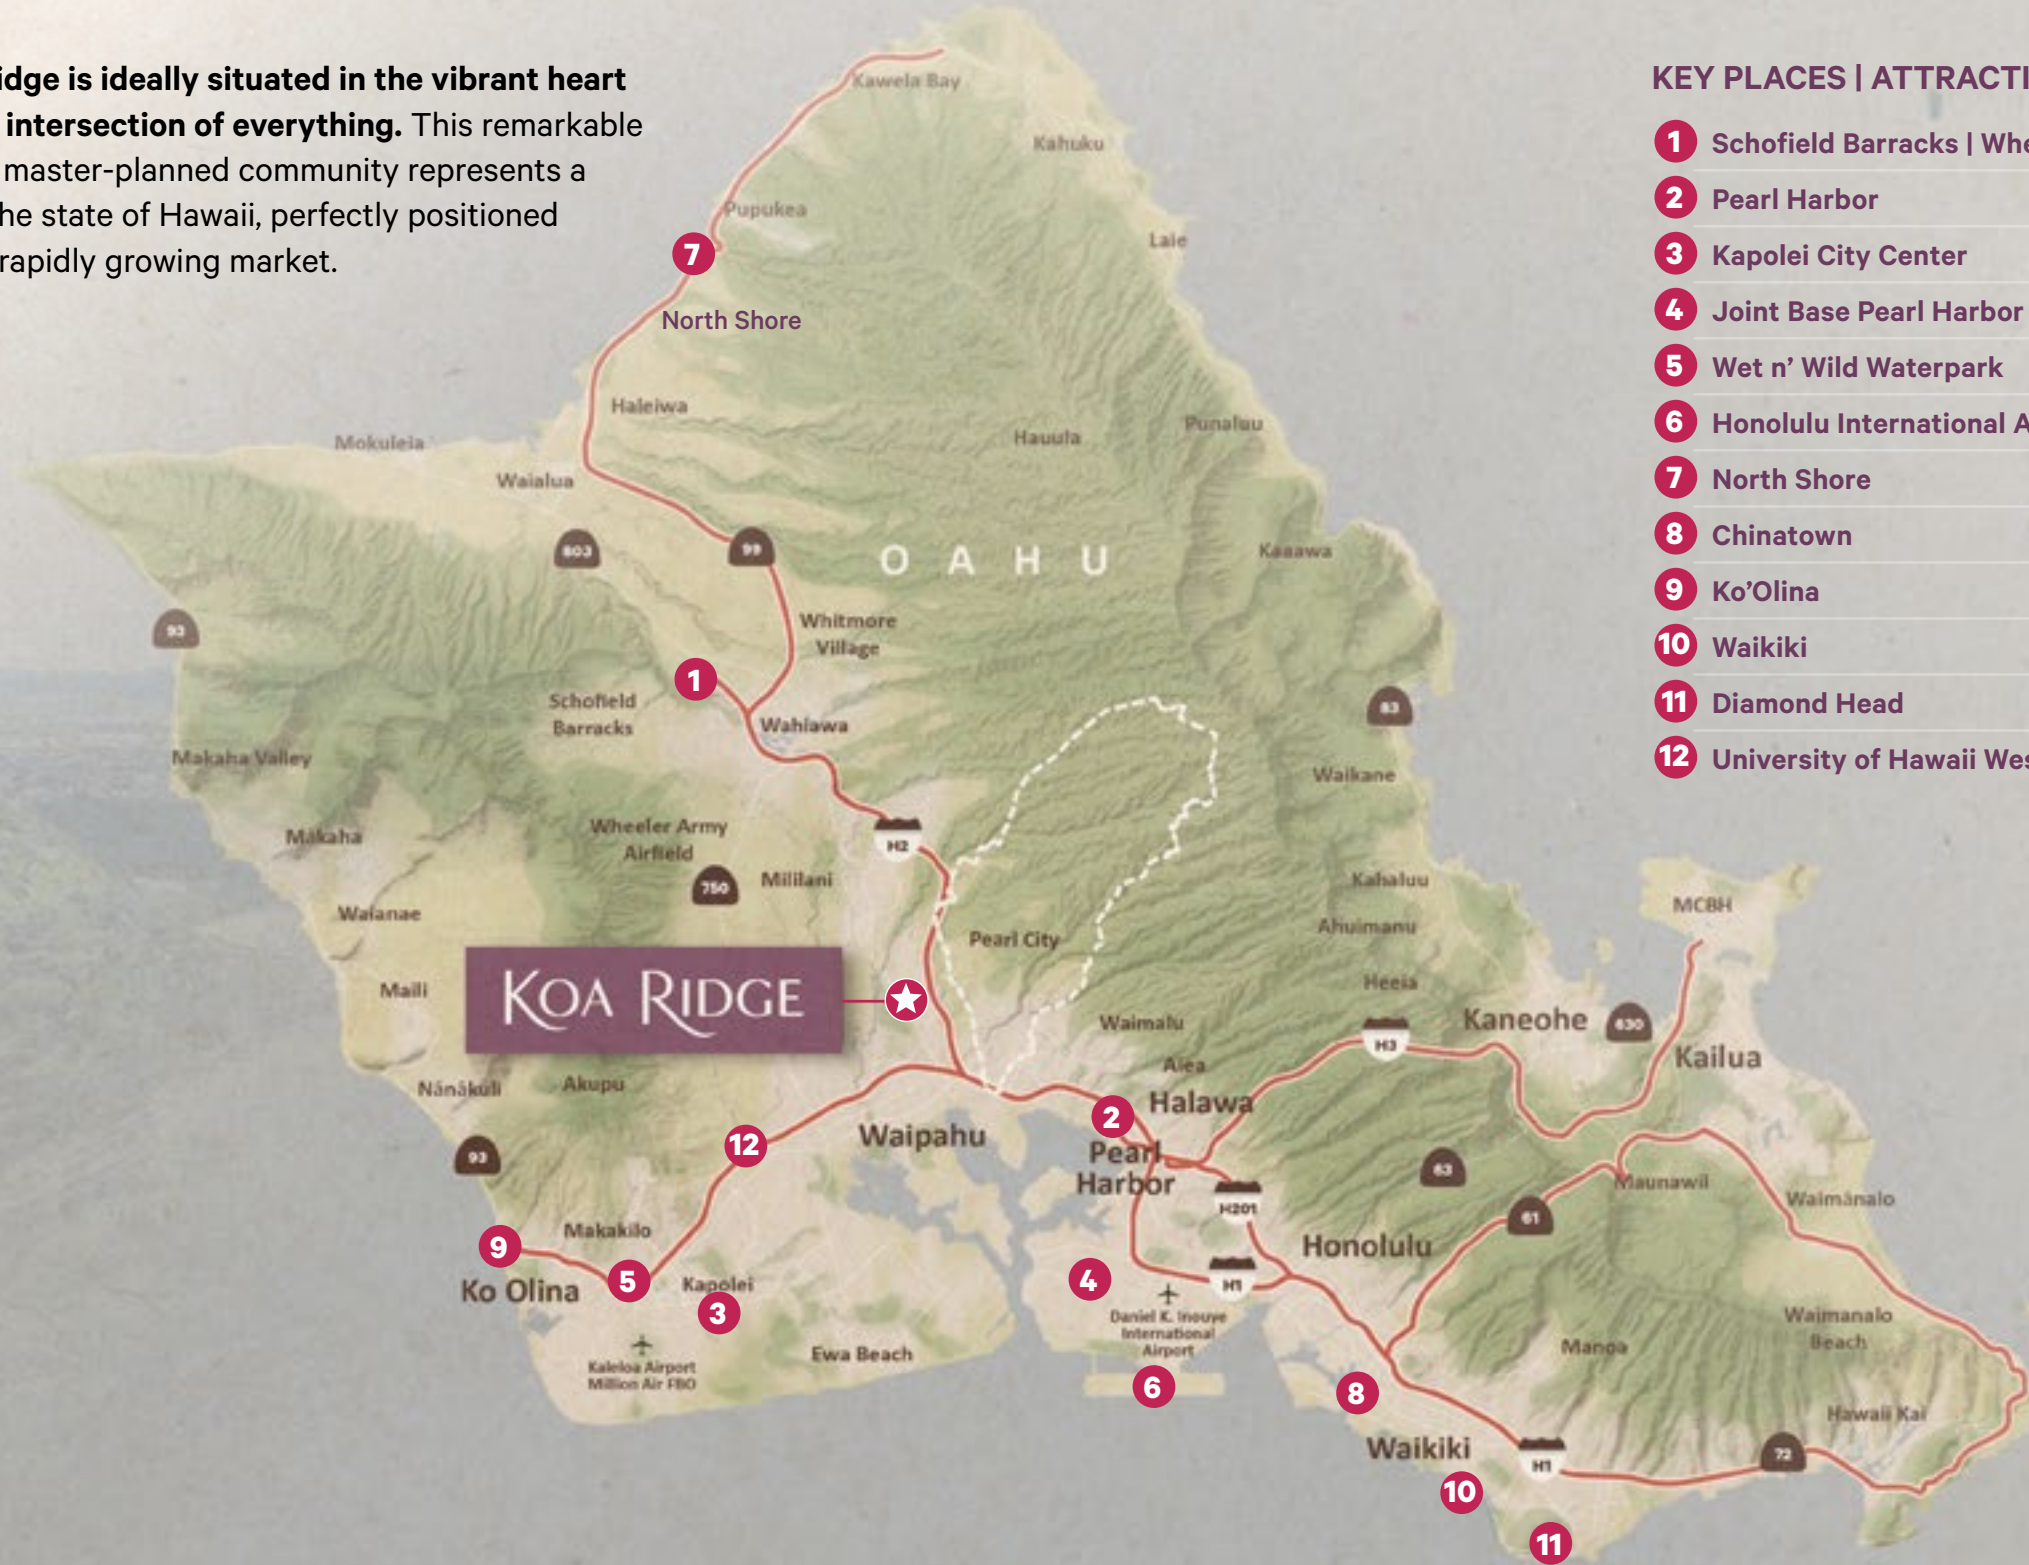 idge is ideally situated in the vibrant heart
intersection of everything. This remarkable
master-planned community represents a
he state of Hawaii, perfectly positioned
rapidly growing market.
KEY PLACES | ATTRACTI
1 Schofield Barracks | Whe
2 Pearl Harbor
3 Kapolei City Center
4 Joint Base Pearl Harbor
5 Wet n’ Wild Waterpark
6 Honolulu International A
7 North Shore
8 Chinatown
9 Ko’Olina
10 Waikiki
11 Diamond Head
12 University of Hawaii Wes
Kawela Bay
Kahuku
Pupukea
Laie
7
North Shore
Haleiwa
Punaluu
Mokuleia
Hauula
Waialua
803
99
OAHU
Kaaawa
93
Whitmore
Village
1
Schofield
Barracks
Wahiawa
83
Makaha Valley
Waikane
Makaha
Wheeler Army
Airfield
H2
750
Mililani
Kahaluu
Waianae
MCBH
Ahuimanu
Pearl City
Maili
KOA RIDGE
Heeia
Waimalu
Kaneohe
630
H3
Kailua
Aiea
Nānākuli
Akupu
Halawa
2
Waipahu
12
Pearl
Harbor
93
63
Maunawil
Waimānalo
H201
61
Makakilo
Honolulu
9
Ko Olina
5
Kapolei
3
4
H1
Daniel K. Inouye
International
Airport
Waimanalo
Beach
Manoa
Ewa Beach
Kaleloa Airport
Million Air FBO
6
8
Hawaii Kai
Waikiki
H1
72
10
11